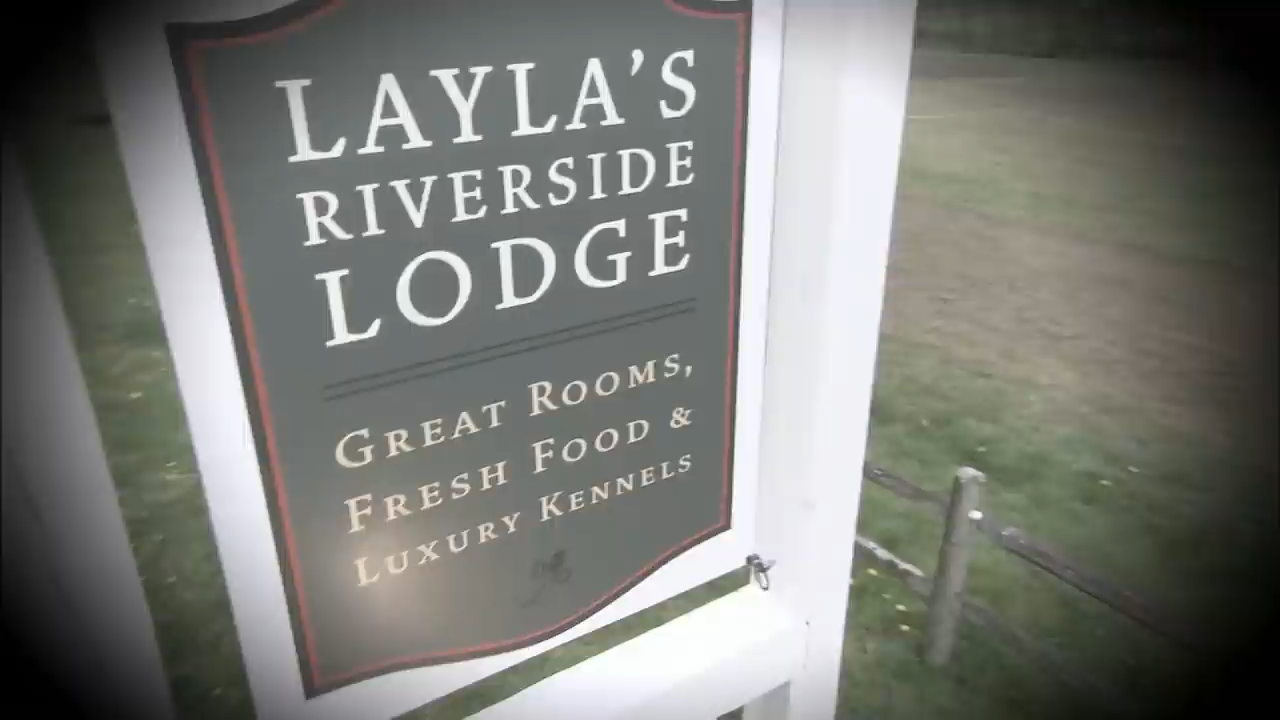 LAYLA'S
RIVERSIDE
LODGE
GREAT ROOMS,
FRESH FOOD &
LUXURY KENNELS